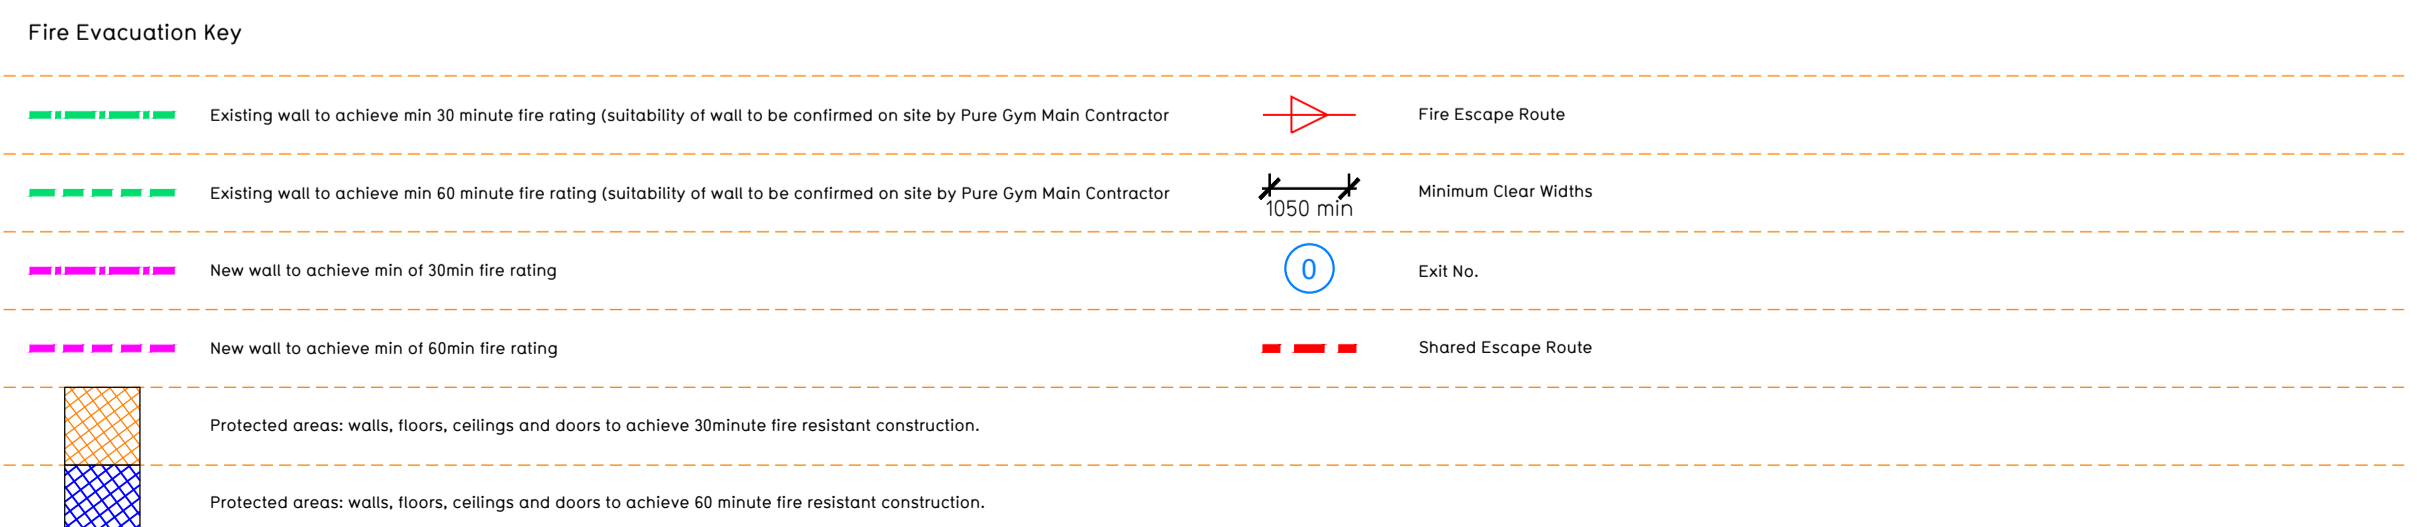 Fire Evacuation Key
Existing wall to achieve min 30 minute fire rating (suitability of wall to be confirmed on site by Pure Gym Main Contractor
Fire Escape Route
Existing wall to achieve min 60 minute fire rating (suitability of wall to be confirmed on site by Pure Gym Main Contractor
1050 min
Minimum Clear Widths
New wall to achieve min of 30min fire rating
0
Exit No.
New wall to achieve min of 60min fire rating
Shared Escape Route
Protected areas: walls, floors, ceilings and doors to achieve 30minute fire resistant construction.
Protected areas: walls, floors, ceilings and doors to achieve 60 minute fire resistant construction.